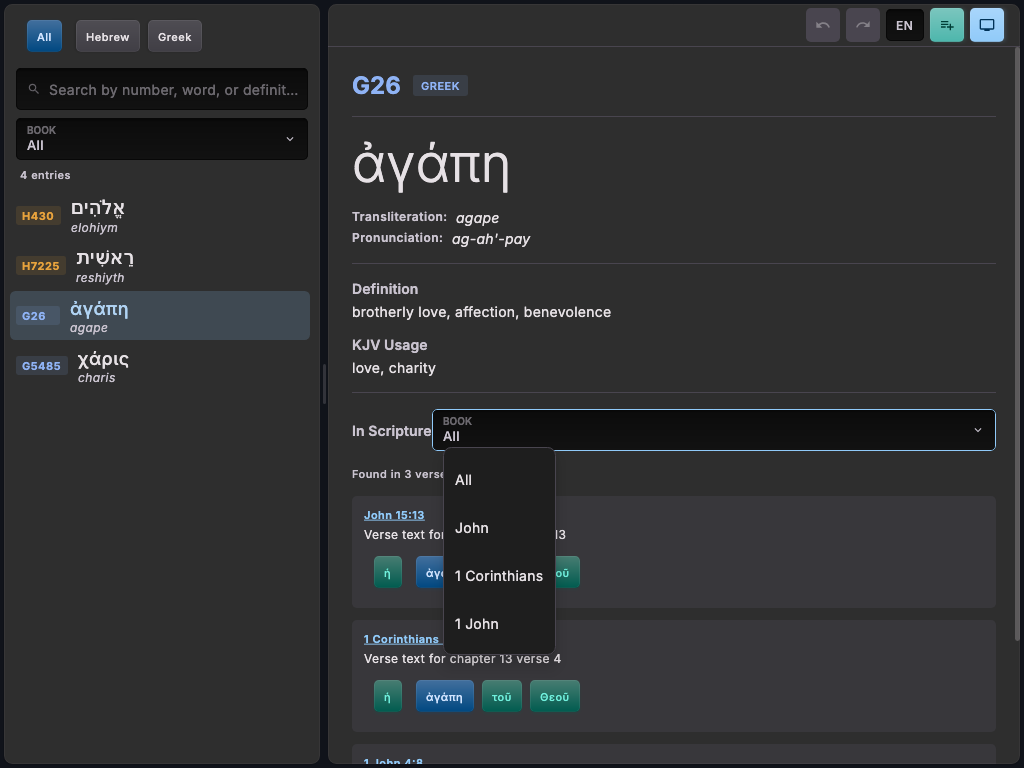 All
Hebrew
Greek
Search by number, word, or definit...
BOOK
All
4 entries
H430
אֱלֹהִים
elohiym
H7225
רֵאשִׁית
reshiyth
G26
ἀγάπη
agape
G5485
χάρις
charis
EN
G26
GREEK
ἀγάπη
Transliteration: agape
Pronunciation: ag-ah'-pay
Definition
brotherly love, affection, benevolence
KJV Usage
love, charity
In Scripture
BOOK
All
All
John
1 Corinthians
1 John
Found in 3 verse
John 15:13
Verse text for
13
ἡ
1 Corinthians
Verse text for chapter 13 verse 4
ἡ
ἀγάπη
τοῦ
Θεοῦ
1 John 4:8